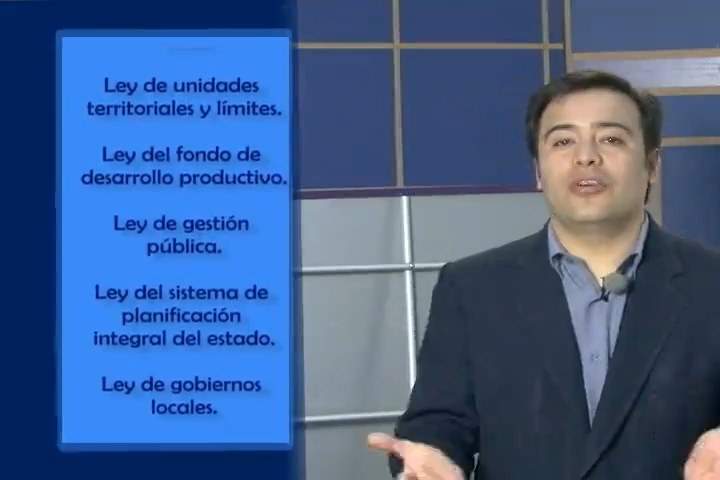 Ley de unidades
territoriales y límites.
Ley del fondo de
desarrollo productivo.
Ley de gestión
pública.
Ley del sistema de
planificación
integral del estado.
Ley de gobiernos
locales.